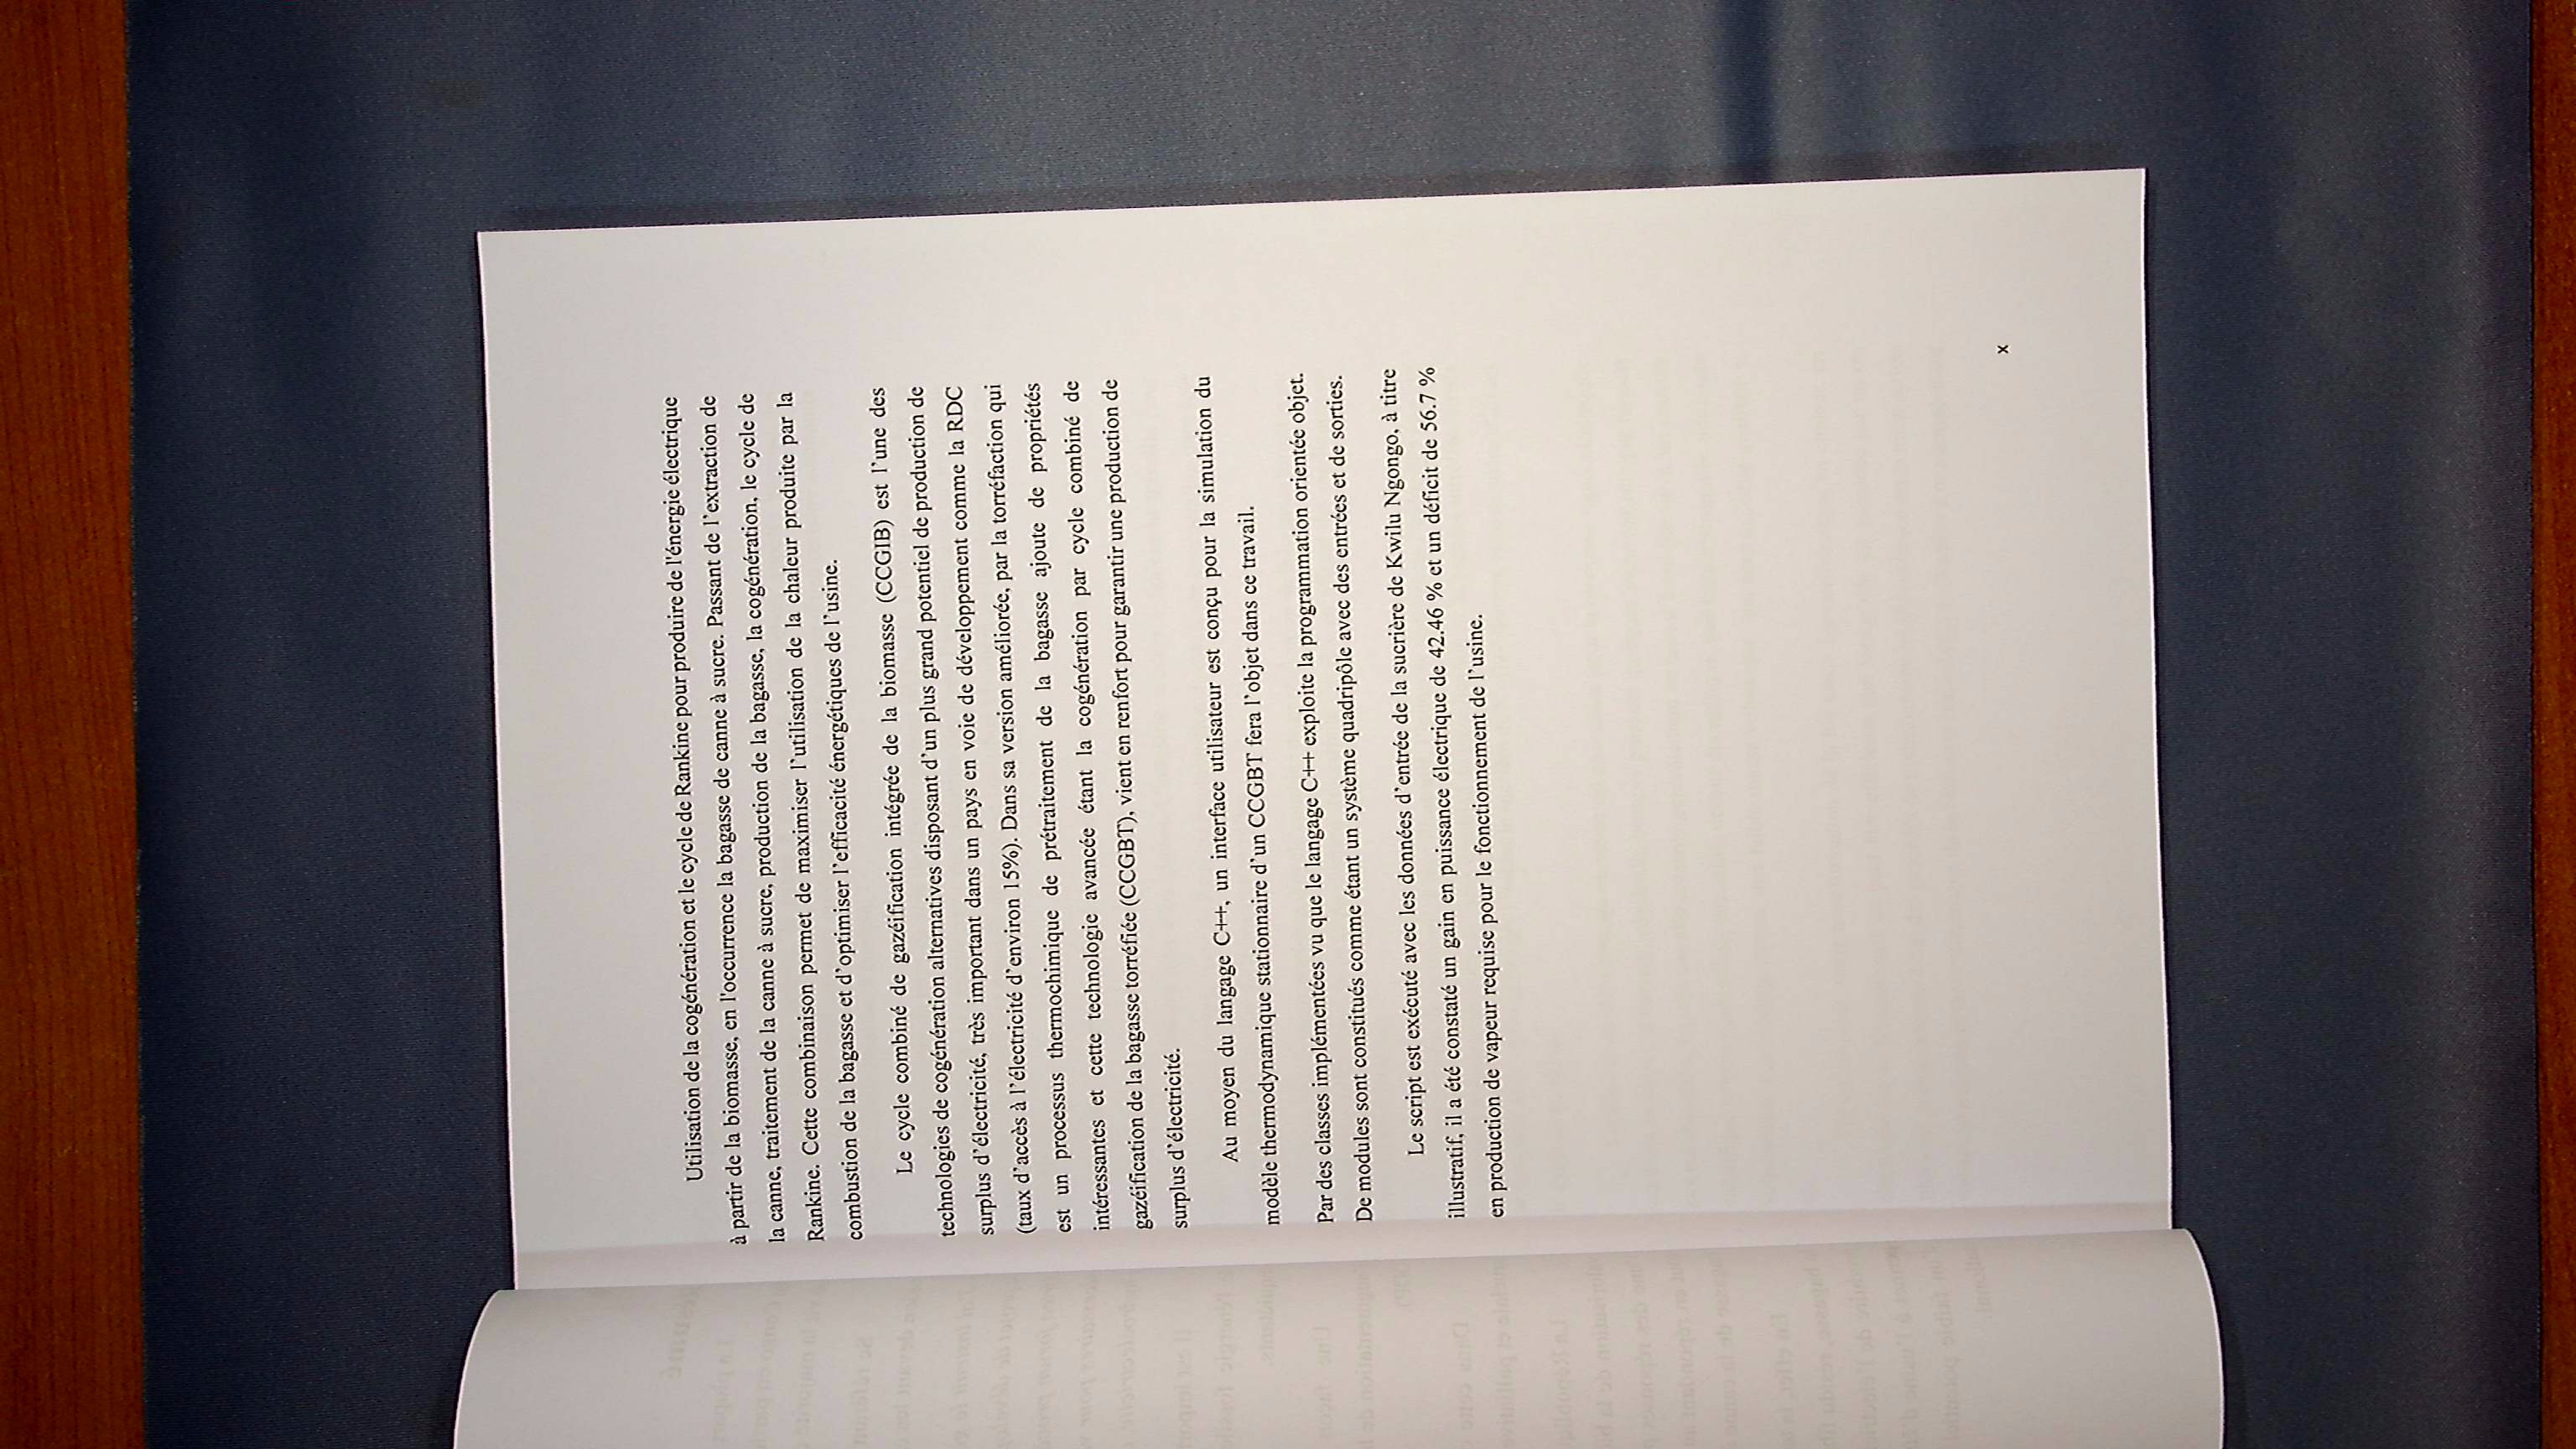 Utilisation de la cogénération et le cycle de Rankine pour produire de l'énergie électrique
à partir de la biomasse, en l'occurrence la bagasse de canne à sucre. Passant de l'extraction de
la canne, traitement de la canne à sucre, production de la bagasse, la cogénération, le cycle de
Rankine. Cette combinaison permet de maximiser l'utilisation de la chaleur produite par la
combustion de la bagasse et d'optimiser l'efficacité énergétiques de l'usine.
Le cycle combiné de gazéification intégrée de la biomasse (CCGIB) est l'une des
technologies de cogénération alternatives disposant d'un plus grand potentiel de production de
surplus d'électricité, très important dans un pays en voie de développement comme la RDC
(taux d'accès à l'électricité d'environ 15%). Dans sa version améliorée, par la torréfaction qui
est un processus thermochimique de prétraitement de la bagasse ajoute de propriétés
intéressantes et cette technologie avancée étant la cogénération par cycle combiné de
gazéification de la bagasse torréfiée (CCGBT), vient en renfort pour garantir une production de
surplus d'électricité.
Au moyen du langage C++, un interface utilisateur est conçu pour la simulation du
modèle thermodynamique stationnaire d'un CCGBT fera l'objet dans ce travail.
Par des classes implémentées vu que le langage C++ exploite la programmation orientée objet.
De modules sont constitués comme étant un système quadripôle avec des entrées et de sorties.
Le script est exécuté avec les données d'entrée de la sucrière de Kwilu Ngongo, à titre
illustratif, il a été constaté un gain en puissance électrique de 42.46 % et un déficit de 56.7 %
en production de vapeur requise pour le fonctionnement de l'usine.
x